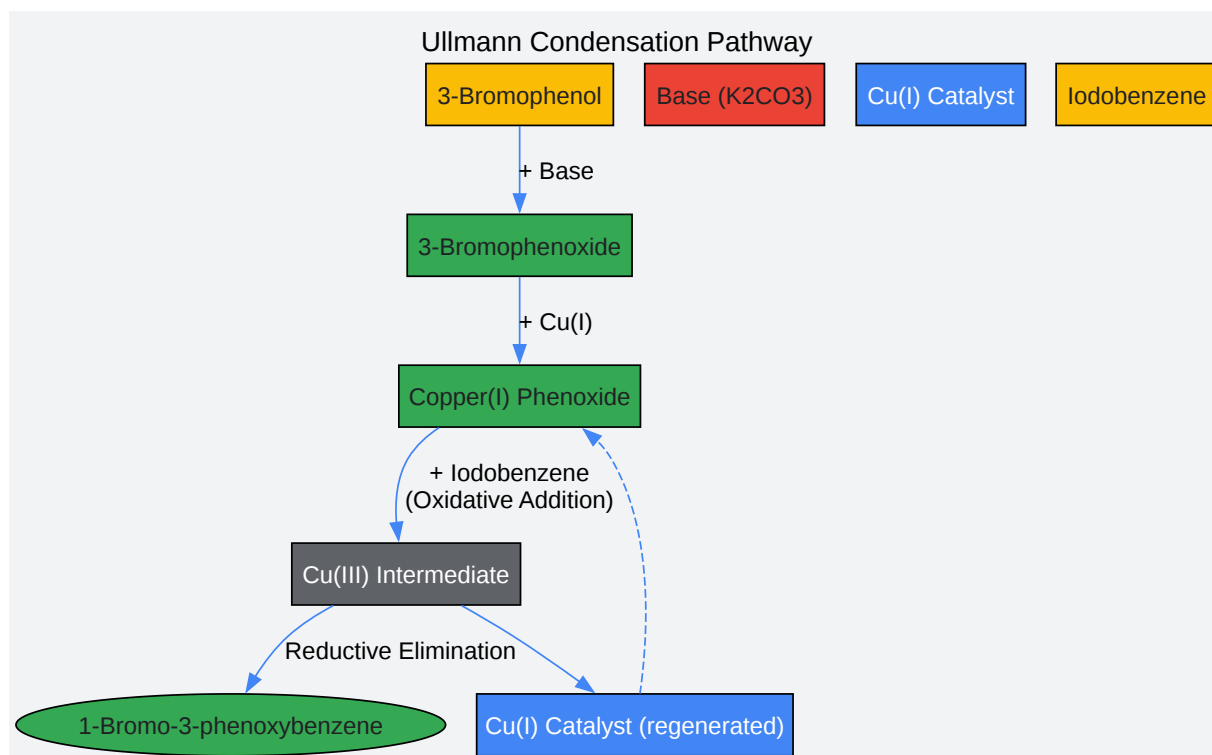 Ullmann Condensation Pathway
3-Bromophenol
Base (K2CO3)
Cu(I) Catalyst
Iodobenzene
+ Base
3-Bromophenoxide
+ Cu(I)
Copper(I) Phenoxide
+ Iodobenzene
(Oxidative Addition)
Cu(III) Intermediate
Reductive Elimination
1-Bromo-3-phenoxybenzene
Cu(I) Catalyst (regenerated)